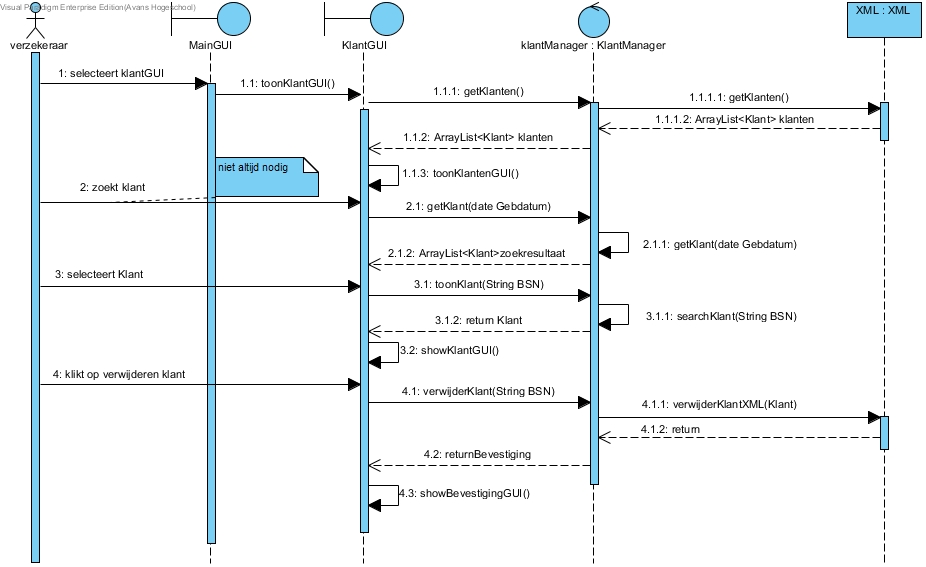 Visual Paradigm Enterprise Edition(Avans Hogeschool)
XML : XML
verzekeraar
MainGUI
KlantGUI
klantManager : KlantManager
1: selecteert klantGUI
1.1: toonKlantGUI()
1.1.1: getKlanten()
1.1.1.1: getKlanten()
1.1.1.2: ArrayList<Klant> klanten
1.1.2: ArrayList<Klant> klanten
niet altijd nodig
1.1.3: toonKlantenGUI()
2: zoekt klant
2.1: getKlant(date Gebdatum)
2.1.1: getKlant(date Gebdatum)
2.1.2: ArrayList<Klant>zoekresultaat
3: selecteert Klant
3.1: toonKlant(String BSN)
3.1.1: searchKlant(String BSN)
3.1.2: return Klant
3.2: showKlantGUI()
4: klikt op verwijderen klant
4.1: verwijderKlant(String BSN)
4.1.1: verwijderKlantXML(Klant)
4.1.2: return
4.2: returnBevestiging
4.3: showBevestigingGUI()